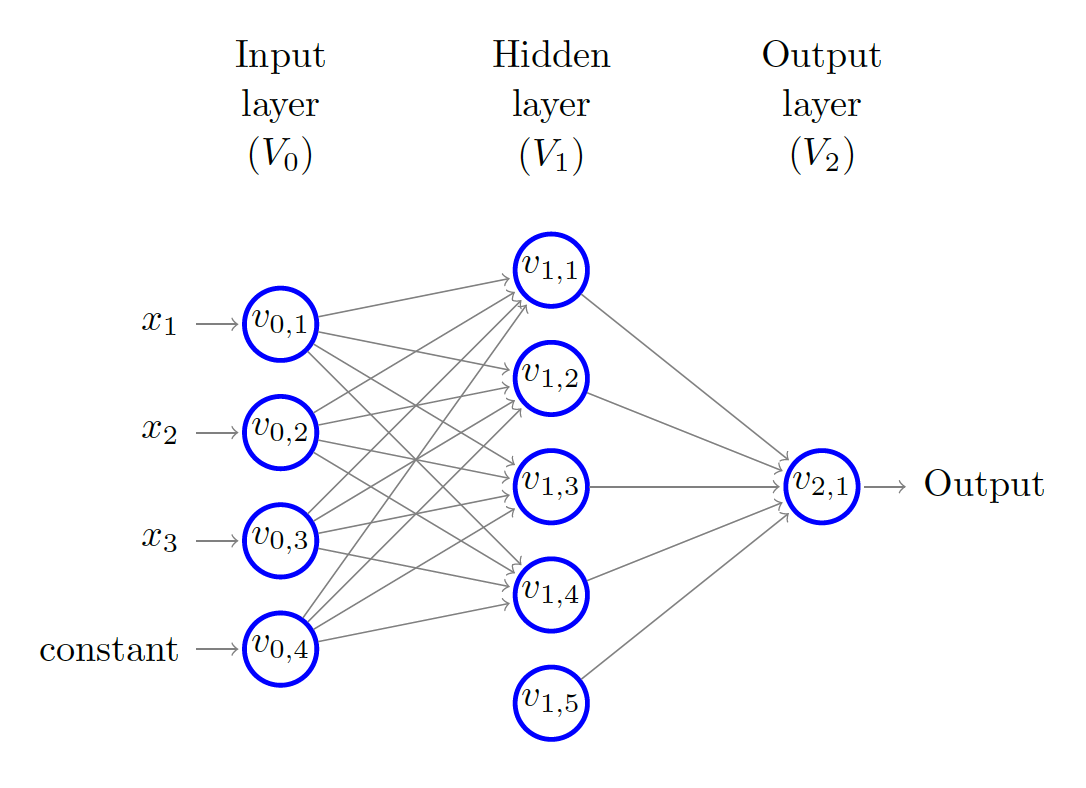 Input Hidden Output
layer layer layer
(V₀) (V₁) (V₂)
v₁,₁
x₁ v₀,₁
v₁,₂
x₂ v₀,₂
v₁,₃ v₂,₁ Output
x₃ v₀,₃
v₁,₄
constant v₀,₄
v₁,₅